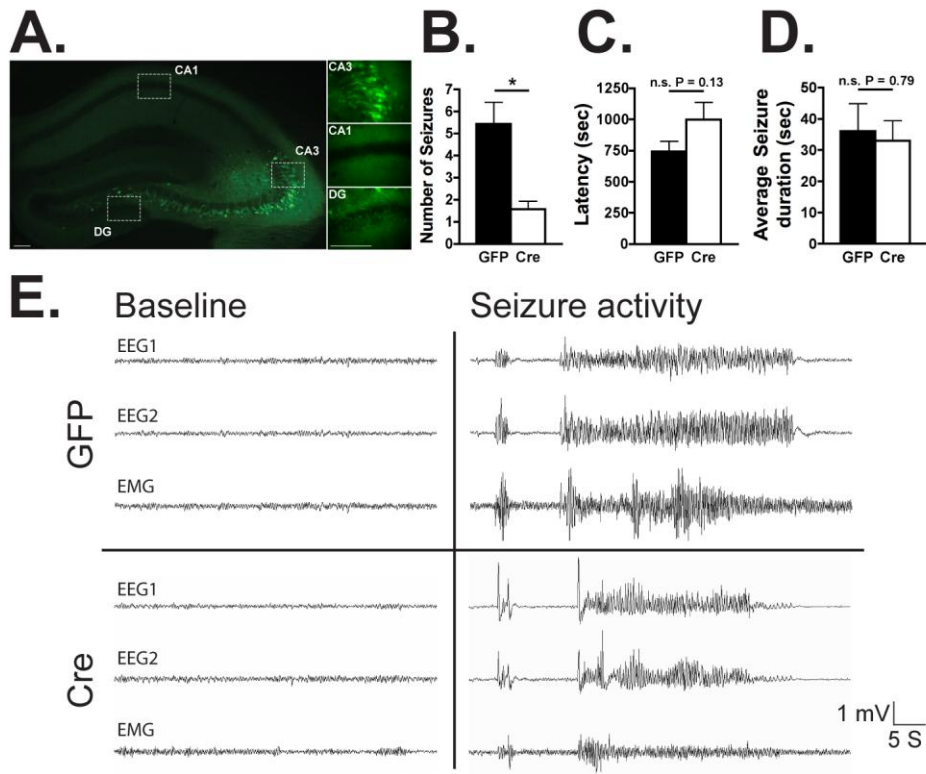 A.
CA1
CA3
DG
CA3
CA1
DG
B.
*
Number of Seizures
7
6
5
4
3
2
1
0
GFP Cre
C.
n.s. P = 0.13
Latency (sec)
1250
1000
750
500
250
0
GFP Cre
D.
n.s. P = 0.79
Average Seizure
duration (sec)
50
40
30
20
10
0
GFP Cre
E.
Baseline
Seizure activity
GFP
EEG1
EEG2
EMG
Cre
EEG1
EEG2
EMG
1 mV
5 S